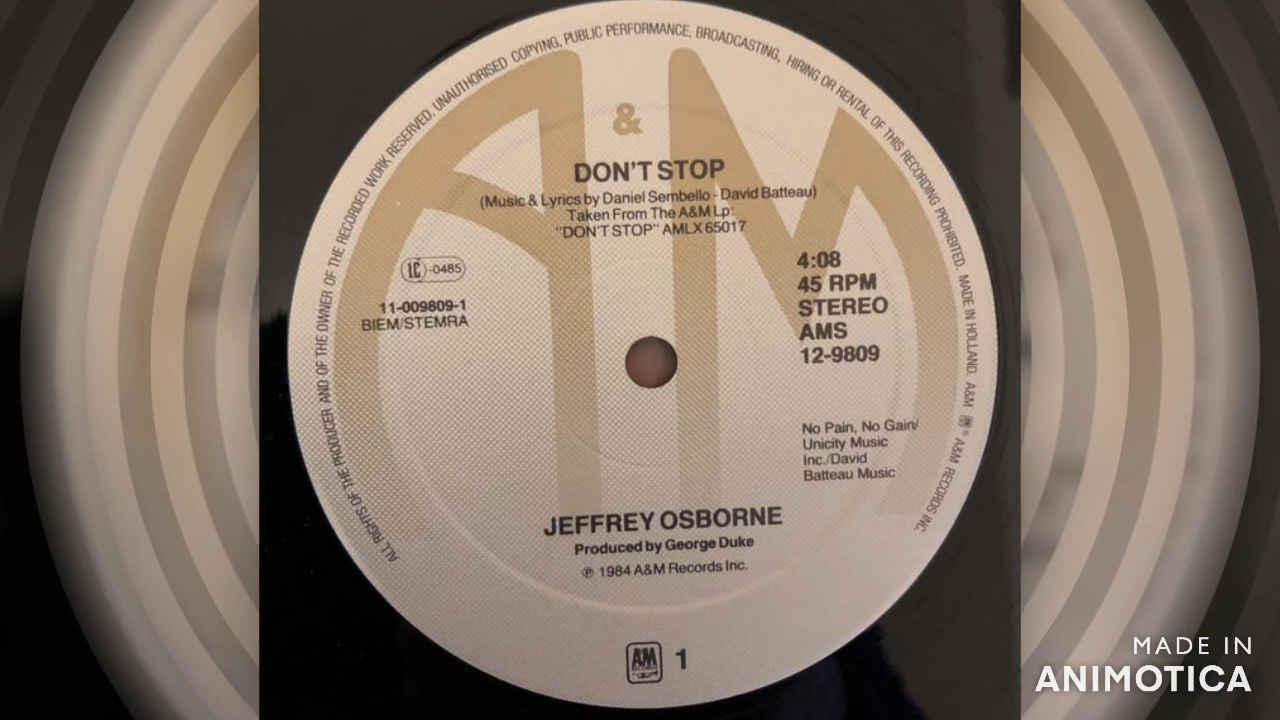 ALL RIGHTS OF THE PRODUCER AND OF THE OWNER OF THE RECORDED WORK RESERVED. UNAUTHORISED COPYING, PUBLIC PERFORMANCE, BROADCASTING, HIRING OR RENTAL OF THIS RECORDING PROHIBITED. MADE IN HOLLAND. A&M ® A&M RECORDS INC.
A & M
DON'T STOP
(Music & Lyrics by Daniel Sembello - David Batteau)
Taken From The A&M Lp:
"DON'T STOP" AMLX 65017
LC -0485
11-009809-1
BIEM/STEMRA
4:08
45 RPM
STEREO
AMS
12-9809
No Pain, No Gain/
Unicity Music
Inc./David
Batteau Music
JEFFREY OSBORNE
Produced by George Duke
℗ 1984 A&M Records Inc.
AM
RECORDS
1
MADE IN
ANIMOTICA